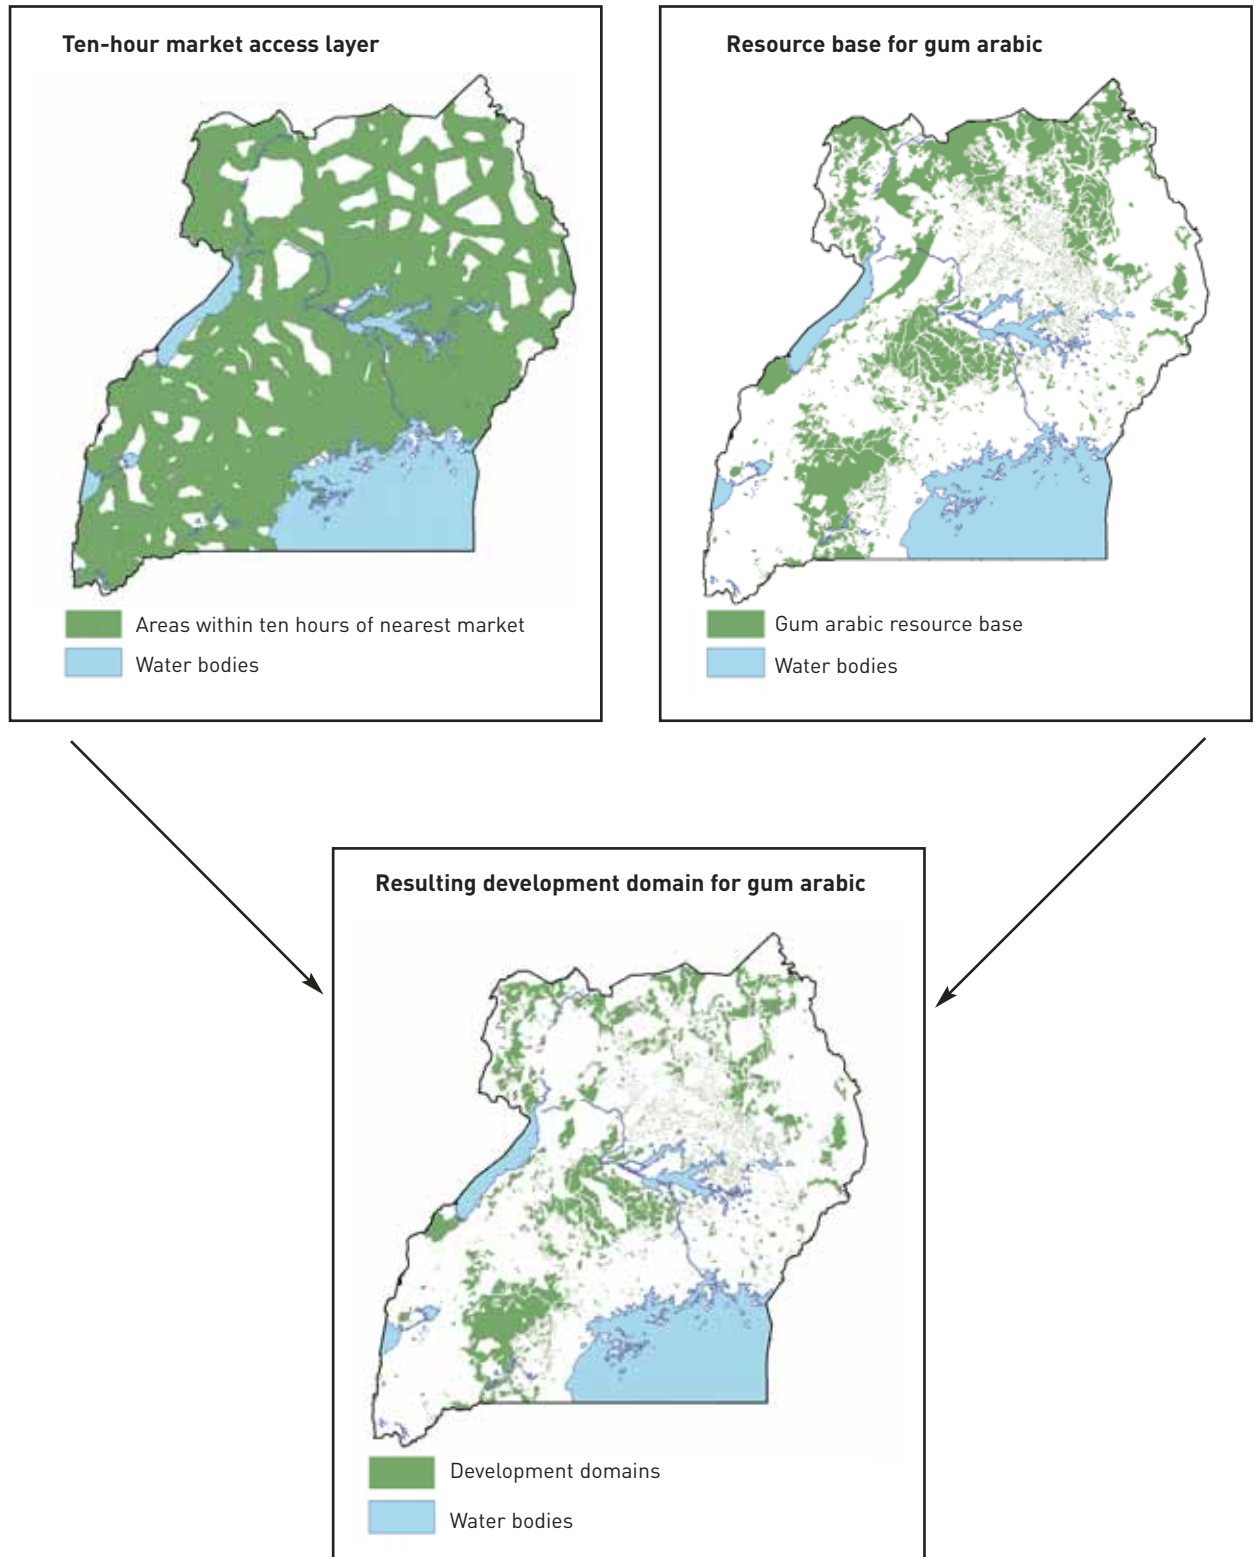 Ten-hour market access layer
Areas within ten hours of nearest market
Water bodies
Resource base for gum arabic
Gum arabic resource base
Water bodies
Resulting development domain for gum arabic
Development domains
Water bodies